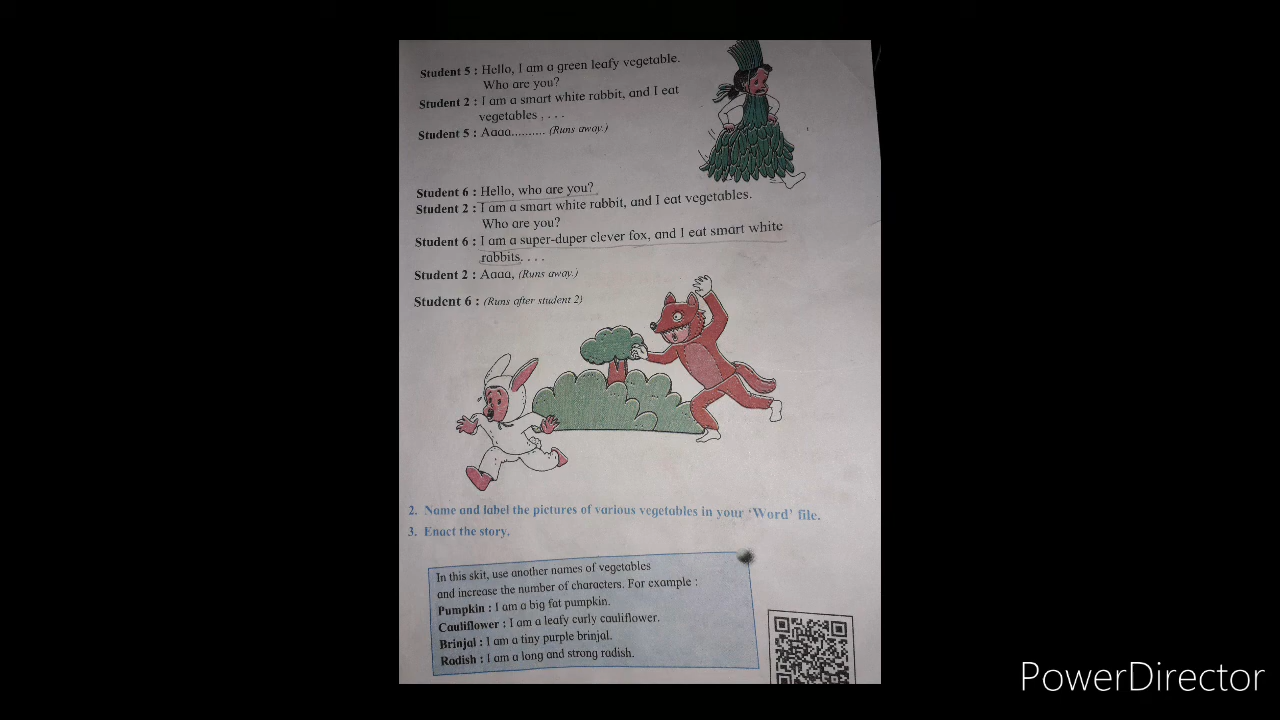 Student 5 : Hello, I am a green leafy vegetable.
Who are you?
Student 2 : I am a smart white rabbit, and I eat
vegetables , . . .
Student 5 : Aaaa.......... (Runs away.)
Student 6 : Hello, who are you?
Student 2 : I am a smart white rabbit, and I eat vegetables.
Who are you?
Student 6 : I am a super-duper clever fox, and I eat smart white
rabbits. . . .
Student 2 : Aaaa, (Runs away.)
Student 6 : (Runs after student 2)
2. Name and label the pictures of various vegetables in your ‘Word’ file.
3. Enact the story.
In this skit, use another names of vegetables
and increase the number of characters. For example :
Pumpkin : I am a big fat pumpkin.
Cauliflower : I am a leafy curly cauliflower.
Brinjal : I am a tiny purple brinjal.
Radish : I am a long and strong radish.
PowerDirector